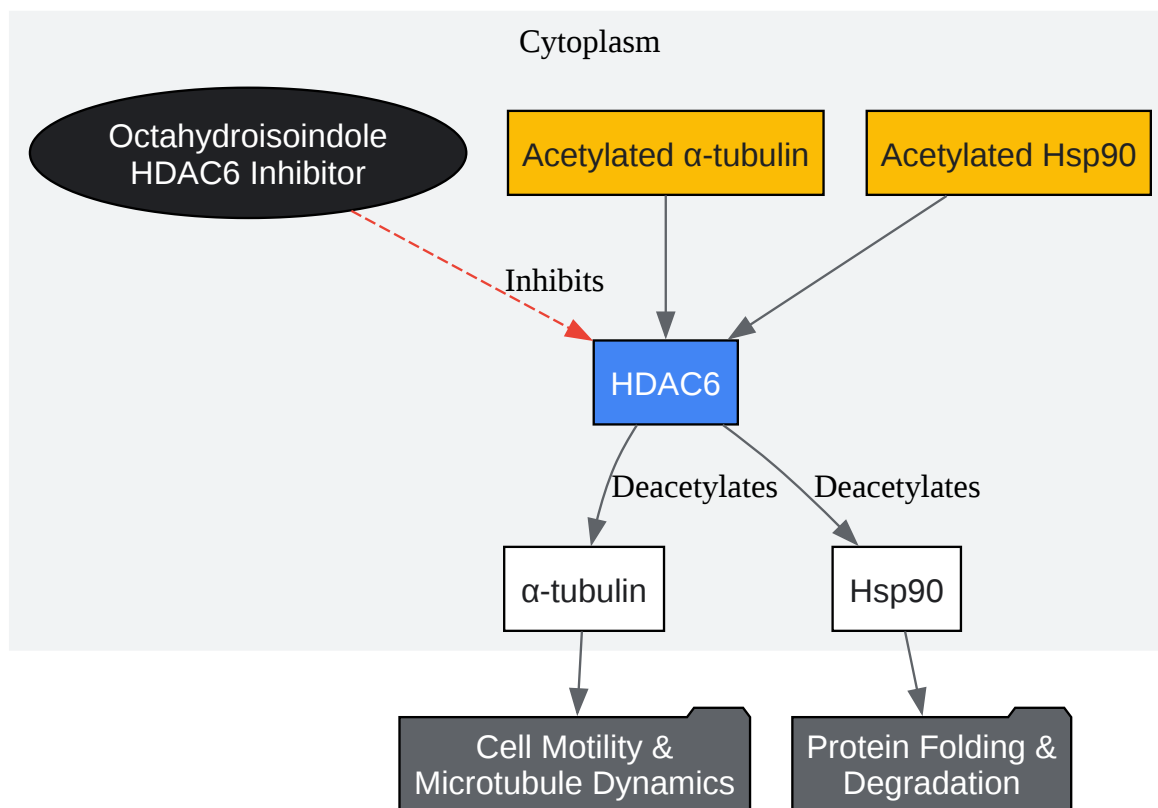 Cytoplasm
Octahydroisoindole
HDAC6 Inhibitor
Acetylated α-tubulin
Acetylated Hsp90
Inhibits
HDAC6
Deacetylates
Deacetylates
α-tubulin
Hsp90
Cell Motility &
Microtubule Dynamics
Protein Folding &
Degradation